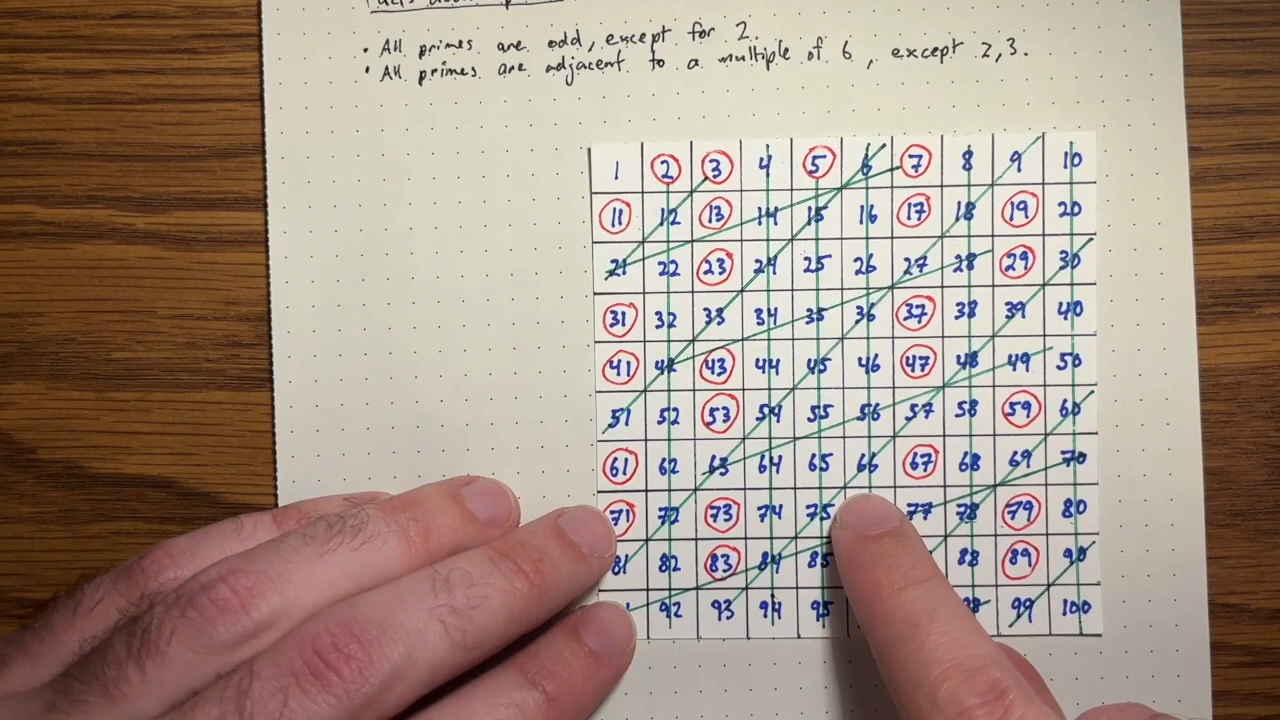 • All primes are odd, except for 2.
• All primes are adjacent to a multiple of 6, except 2, 3.
1 2 3 4 5 6 7 8 9 10
11 12 13 14 15 16 17 18 19 20
21 22 23 24 25 26 27 28 29 30
31 32 33 34 35 36 37 38 39 40
41 42 43 44 45 46 47 48 49 50
51 52 53 54 55 56 57 58 59 60
61 62 63 64 65 66 67 68 69 70
71 72 73 74 75 77 78 79 80
81 82 83 84 85 88 89 90
92 93 94 95 98 99 100